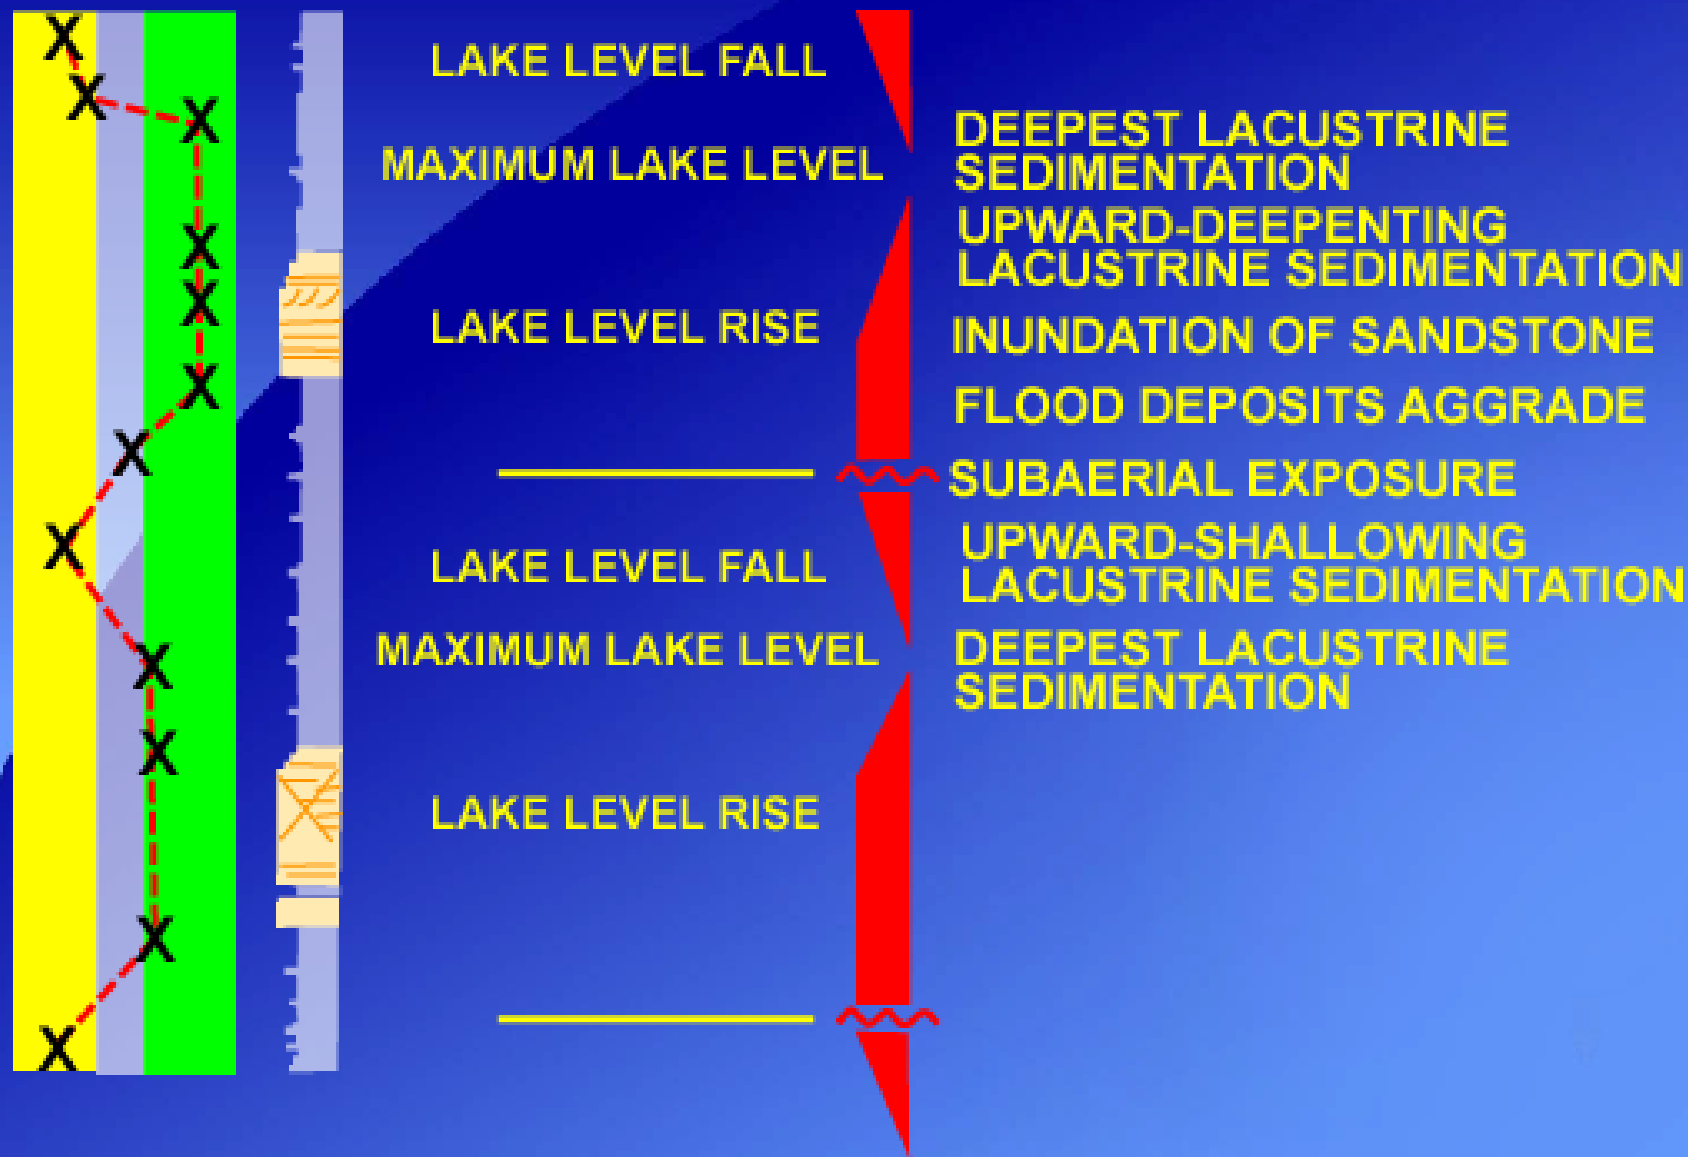 LAKE LEVEL FALL
MAXIMUM LAKE LEVEL
LAKE LEVEL RISE
LAKE LEVEL FALL
MAXIMUM LAKE LEVEL
LAKE LEVEL RISE
DEEPEST LACUSTRINE
SEDIMENTATION
UPWARD-DEEPENTING
LACUSTRINE SEDIMENTATION
INUNDATION OF SANDSTONE
FLOOD DEPOSITS AGGRADE
SUBAERIAL EXPOSURE
UPWARD-SHALLOWING
LACUSTRINE SEDIMENTATION
DEEPEST LACUSTRINE
SEDIMENTATION